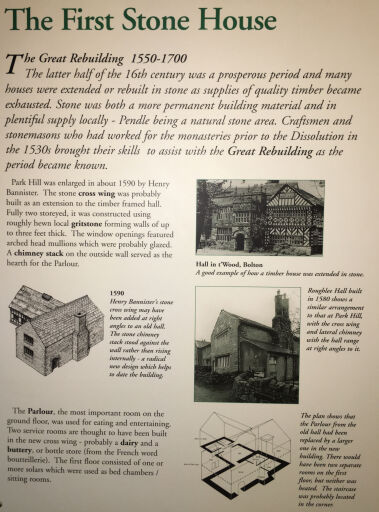 The First Stone House
The Great Rebuilding 1550-1700
The latter half of the 16th century was a prosperous period and many
houses were extended or rebuilt in stone as supplies of quality timber became
exhausted. Stone was both a more permanent building material and in
plentiful supply locally - Pendle being a natural stone area. Craftsmen and
stonemasons who had worked for the monasteries prior to the Dissolution in
the 1530s brought their skills to assist with the Great Rebuilding as the
period became known.
Park Hill was enlarged in about 1590 by Henry
Bannister. The stone cross wing was probably
built as an extension to the timber framed hall.
Fully two storeyed, it was constructed using
roughly hewn local gritstone forming walls of up
to three feet thick. The window openings featured
arched head mullions which were probably glazed.
A chimney stack on the outside wall served as the
hearth for the Parlour.
Hall in t'Wood, Bolton
A good example of how a timber house was extended in stone.
1590
Henry Bannister's stone
cross wing may have
been added at right
angles to an old hall.
The stone chimney
stack stood against the
wall rather than rising
internally - a radical
new design which helps
to date the building.
Roughlee Hall built
in 1580 shows a
similar arrangement
to that at Park Hill,
with the cross wing
and lateral chimney
with the hall range
at right angles to it.
The Parlour, the most important room on the
ground floor, was used for eating and entertaining.
Two service rooms are thought to have been built
in the new cross wing - probably a dairy and a
buttery, or bottle store (from the French word
bouteillerie). The first floor consisted of one or
more solars which were used as bed chambers /
sitting rooms.
The plan shows that
the Parlour from the
old hall had been
replaced by a larger
one in the new
building. There would
have been two separate
rooms on the first
floor, but neither was
heated. The staircase
was probably located
in the corner.